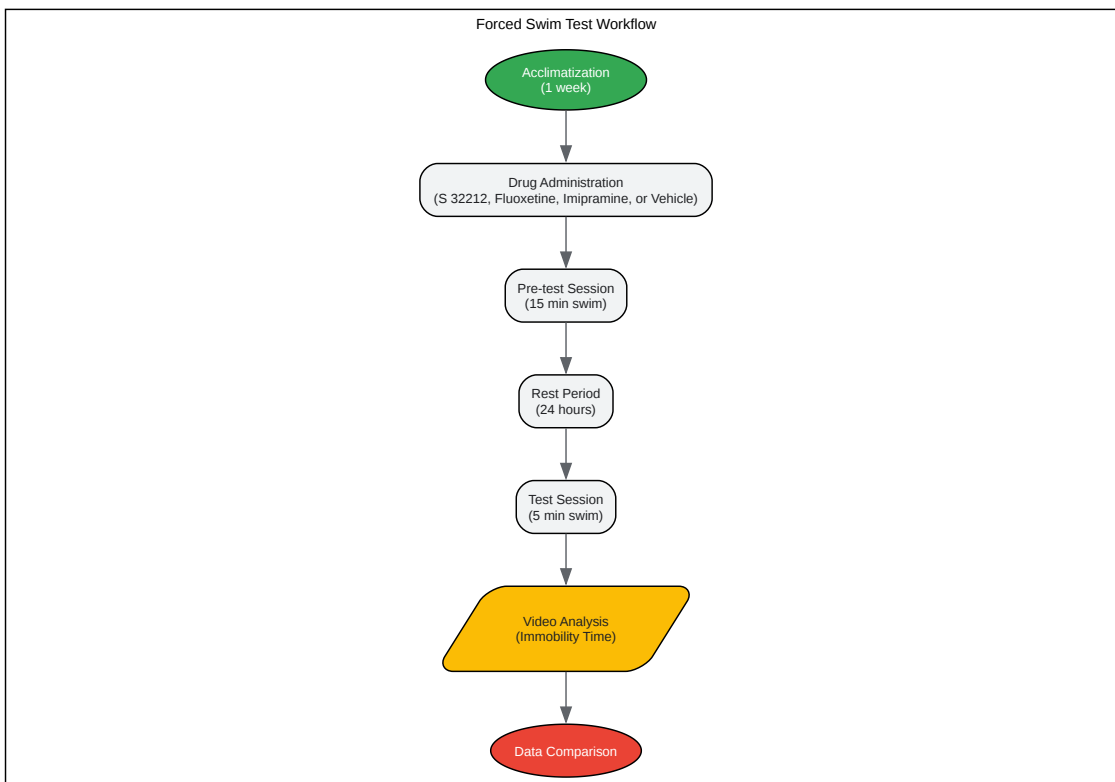 Forced Swim Test Workflow
Acclimatization
(1 week)
Drug Administration
(S 32212, Fluoxetine, Imipramine, or Vehicle)
Pre-test Session
(15 min swim)
Rest Period
(24 hours)
Test Session
(5 min swim)
Video Analysis
(Immobility Time)
Data Comparison